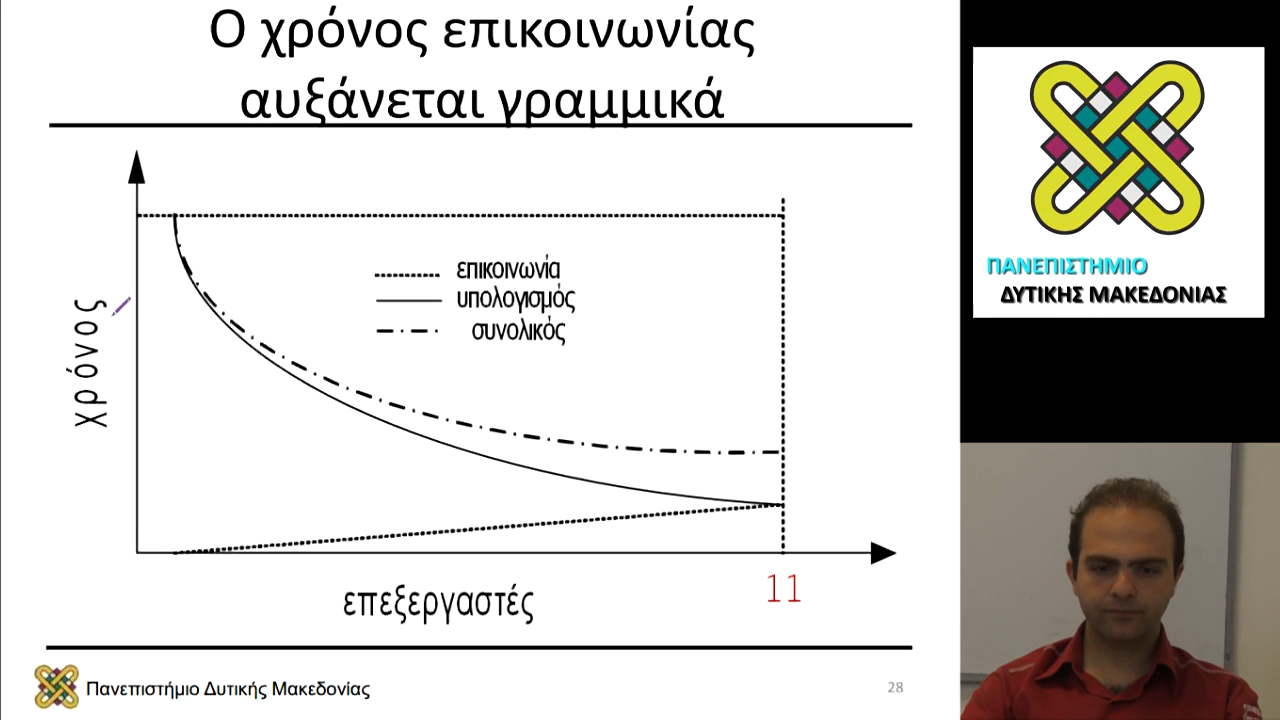 Ο χρόνος επικοινωνίας
αυξάνεται γραμμικά
επικοινωνία
υπολογισμός
συνολικός
χρόνος
11
επεξεργαστές
Πανεπιστήμιο Δυτικής Μακεδονίας
28
ΠΑΝΕΠΙΣΤΗΜΙΟ
ΔΥΤΙΚΗΣ ΜΑΚΕΔΟΝΙΑΣ